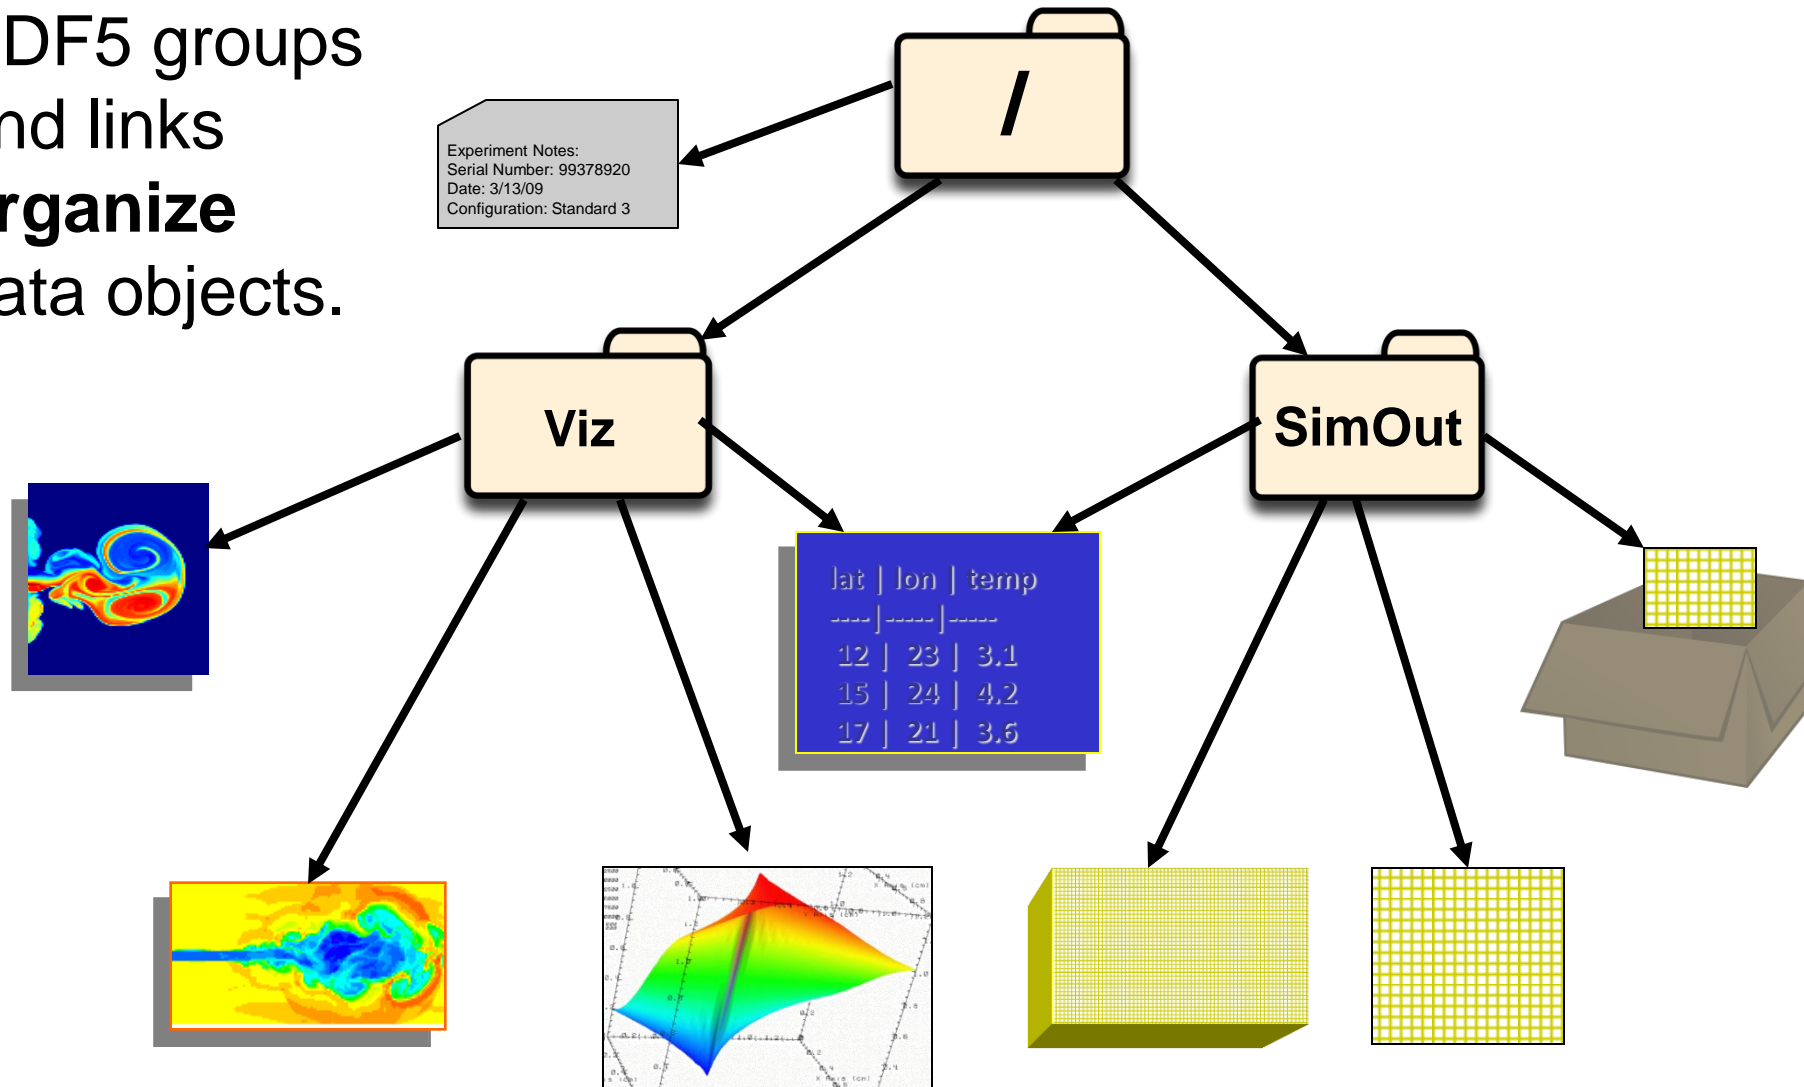 DF5 groups
nd links
rganize
ata objects.
/
Experiment Notes:
Serial Number: 99378920
Date: 3/13/09
Configuration: Standard 3
Viz
SimOut
lat | lon | temp
----|-----|-----
12 | 23 | 3.1
15 | 24 | 4.2
17 | 21 | 3.6